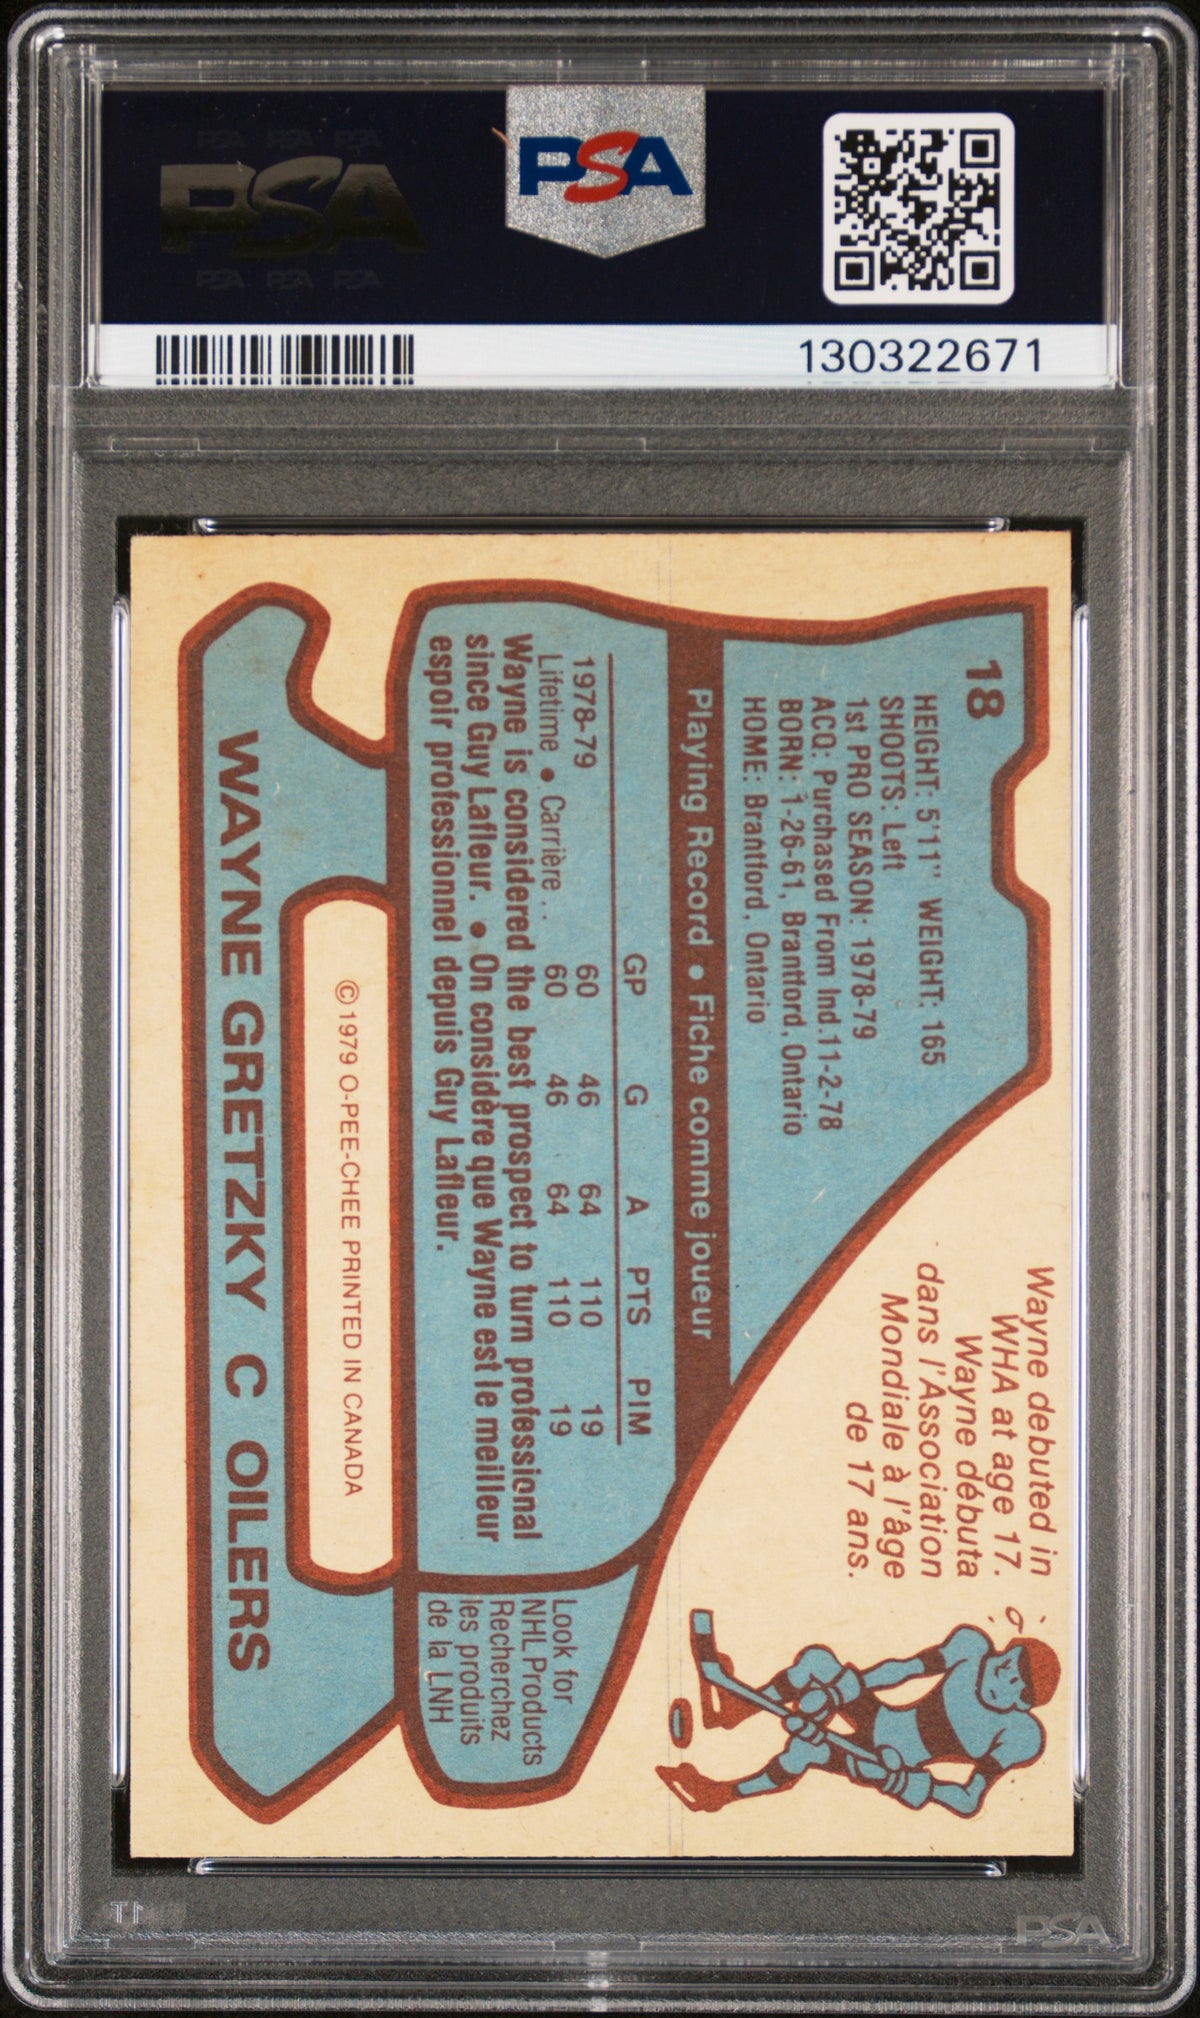 PSA PSA PSA
PSA
PSA PSA PSA
PSA
130322671
18
HEIGHT: 5'11" WEIGHT: 165
SHOOTS: Left
1st PRO SEASON: 1978-79
ACQ: Purchased From Ind. 11-2-78
BORN: 1-26-61, Brantford, Ontario
HOME: Brantford, Ontario
Wayne debuted in
WHA at age 17.
Wayne débuta
dans l'Association
Mondiale à l'âge
de 17 ans.
Playing Record • Fiche comme joueur
GP G A PTS PIM
1978-79 60 46 64 110 19
Lifetime • Carrière .. 60 46 64 110 19
Wayne is considered the best prospect to turn professional
since Guy Lafleur. • On considère que Wayne est le meilleur
espoir professionnel depuis Guy Lafleur.
Look for
NHL Products
Recherchez
les produits
de la LNH
© 1979 O-PEE-CHEE PRINTED IN CANADA
WAYNE GRETZKY C OILERS
PSA